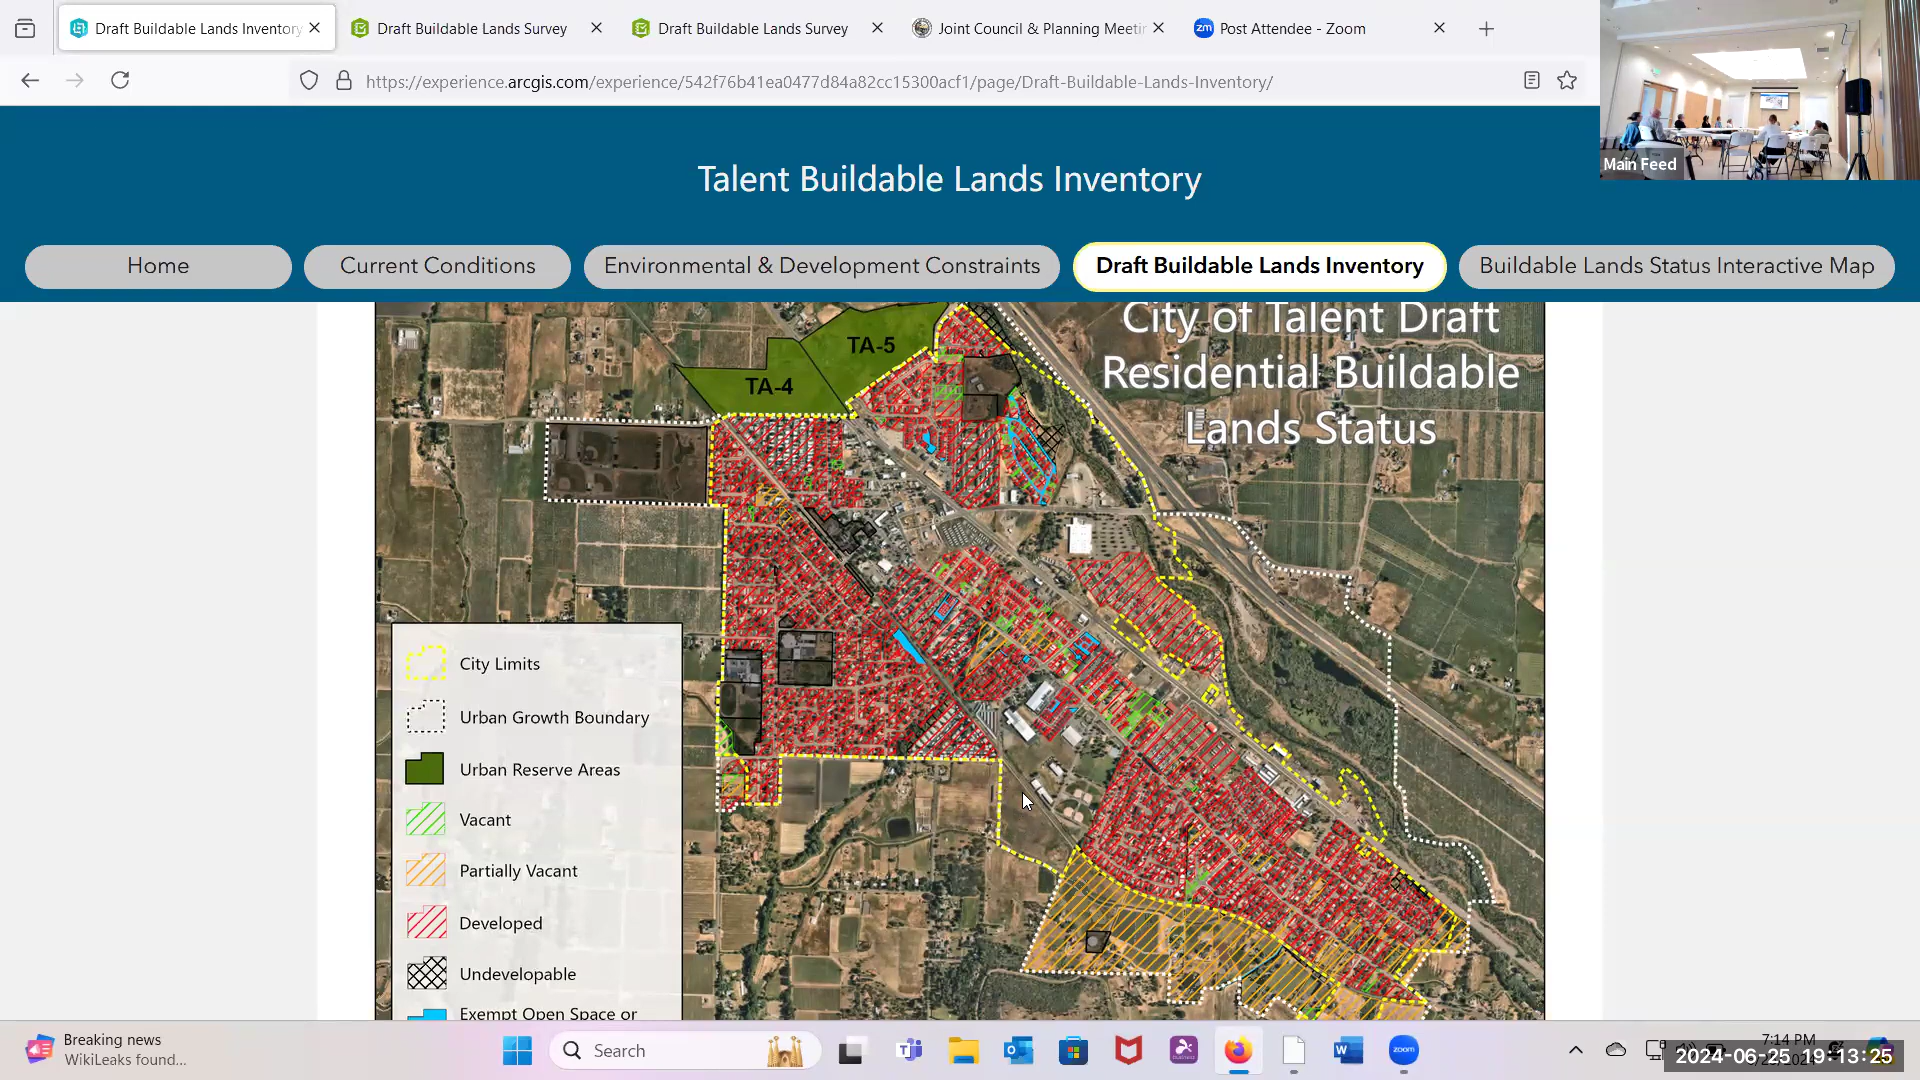 Draft Buildable Lands Inventory
Draft Buildable Lands Survey
Draft Buildable Lands Survey
Joint Council & Planning Meetin
Post Attendee - Zoom
https://experience.arcgis.com/experience/542f76b41ea0477d84a82cc15300acf1/page/Draft-Buildable-Lands-Inventory/
Main Feed
Talent Buildable Lands Inventory
Home
Current Conditions
Environmental & Development Constraints
Draft Buildable Lands Inventory
Buildable Lands Status Interactive Map
City of Talent Draft
Residential Buildable
Lands Status
TA-5
TA-4
City Limits
Urban Growth Boundary
Urban Reserve Areas
Vacant
Partially Vacant
Developed
Undevelopable
Exempt Open Space or
Breaking news
WikiLeaks found...
Search
zoom
7:14 PM
2024-06-25 19:13:25